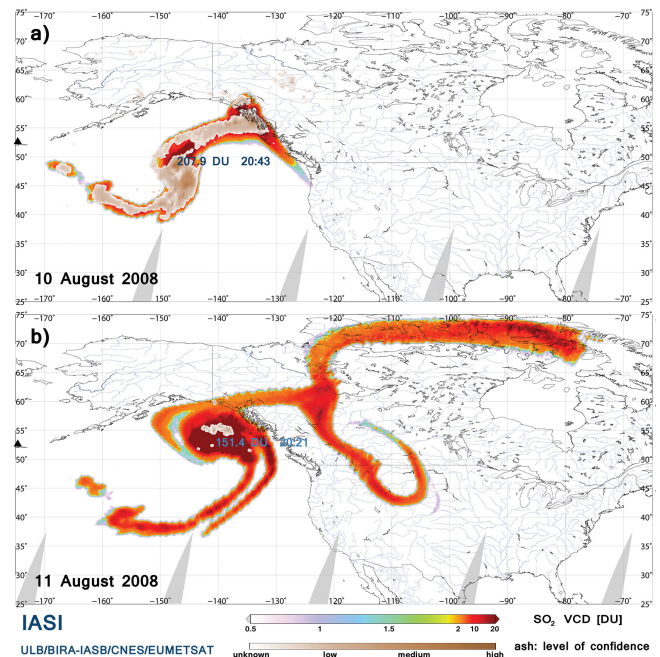 75°
70°
65°
60°
55°
50°
45°
40°
35°
30°
25°
a)
207.9 DU 20:43
10 August 2008
-170° -160° -150° -140° -130° -120° -110° -100° -90° -80° -70°
75°
70°
65°
60°
55°
50°
45°
40°
35°
30°
25°
b)
151.4 DU 20:21
11 August 2008
-170° -160° -150° -140° -130° -120° -110° -100° -90° -80° -70°
IASI
0.5 1 1.5 2 10 20
SO₂ VCD [DU]
ULB/BIRA-IASB/CNES/EUMETSAT
unknown low medium high
ash: level of confidence